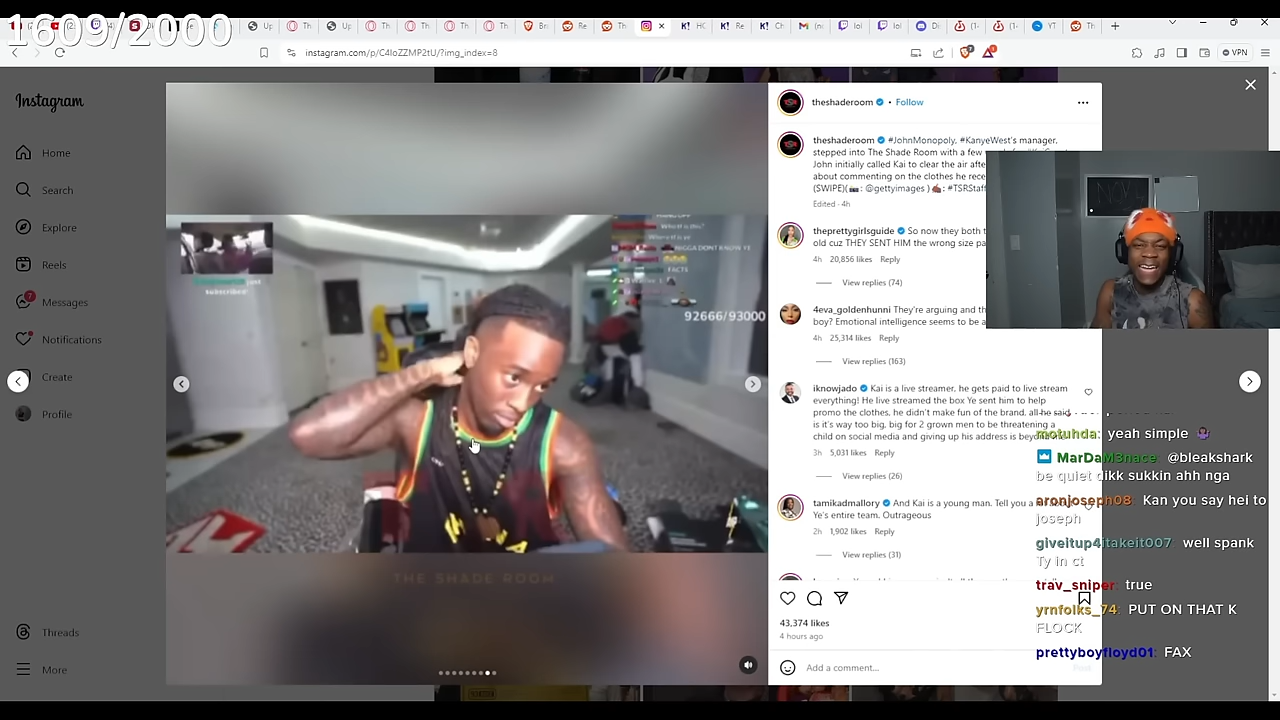 1609/2000
instagram.com/p/C4IoZZMP2tU/?img_index=8
VPN
Instagram
Home
Search
Explore
Reels
Messages
Notifications
Create
Profile
Threads
More
92666/93000
FACTS
THE SHADE ROOM
theshaderoom • Follow
theshaderoom #JohnMonopoly, #KanyeWest's manager,
stepped into The Shade Room with a few
John initially called Kai to clear the air
about commenting on the clothes he
(SWIPE)( : @gettyimages ) : #TSRStaff
Edited · 4h
theprettygirlsguide So now they both
old cuz THEY SENT HIM the wrong size
4h 20,856 likes Reply
View replies (74)
4eva_goldenhunni They're arguing and
boy? Emotional intelligence seems to be a
4h 25,314 likes Reply
View replies (163)
iknowjado Kai is a live streamer, he gets paid to live stream
everything! He live streamed the box Ye sent him to help
promo the clothes, he didn't make fun of the brand, all he said
is it's way too big, big for 2 grown men to be threatening a
child on social media and giving up his address is
3h 5,031 likes Reply
View replies (26)
tamikadmallory And Kai is a young man. Tell you a
Ye's entire team. Outrageous
2h 1,902 likes Reply
View replies (31)
43,374 likes
4 hours ago
Add a comment...
motuhda: yeah simple
MarDaM3nace: @bleakshark
be quiet dikk sukkin ahh nga
aronjoseph08: Kan you say hei to
joseph
giveitup4itakeit007: well spank
Ty in ct
trav_sniper: true
yrnfolks_74: PUT ON THAT K
FLOCK
prettyboyfloyd01: FAX